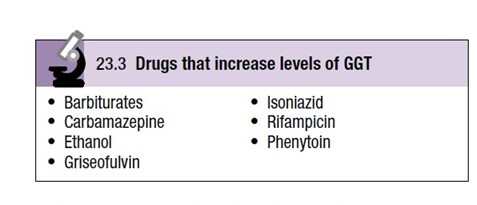 23.3 Drugs that increase levels of GGT
• Barbiturates
• Carbamazepine
• Ethanol
• Griseofulvin
• Isoniazid
• Rifampicin
• Phenytoin